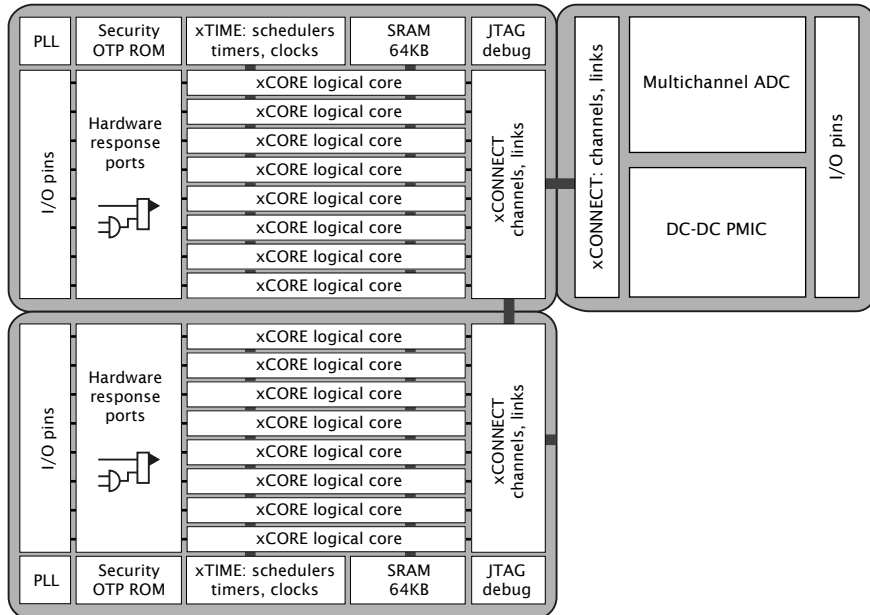 PLL
Security
OTP ROM
xTIME: schedulers
timers, clocks
SRAM
64KB
JTAG
debug
I/O pins
Hardware
response
ports
xCORE logical core
xCORE logical core
xCORE logical core
xCORE logical core
xCORE logical core
xCORE logical core
xCORE logical core
xCORE logical core
xCONNECT
channels, links
xCONNECT: channels, links
Multichannel ADC
DC-DC PMIC
I/O pins
I/O pins
Hardware
response
ports
xCORE logical core
xCORE logical core
xCORE logical core
xCORE logical core
xCORE logical core
xCORE logical core
xCORE logical core
xCORE logical core
xCONNECT
channels, links
PLL
Security
OTP ROM
xTIME: schedulers
timers, clocks
SRAM
64KB
JTAG
debug